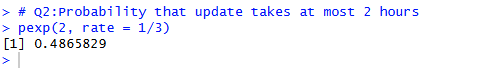 > # Q2:Probability that update takes at most 2 hours
> pexp(2, rate = 1/3)
[1] 0.4865829
>